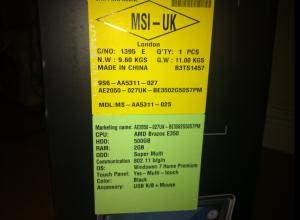 MSI-UK
London
C/NO: 1395 E Q'TY: 1 PCS
N.W : 9.60 KGS G.W : 11.00 KGS
MADE IN CHINA 83TS1457
9S6-AA5311-027
AE2050-027UK-BE3502G50S7PM
MDL:MS-AA5311-02S
Marketing name: AE2050-027UK-BE3502G50S7PM
CPU: AMD Brazos E350
HDD: 500GB
RAM: 2GB
ODD: Super Multi
Communication 802.11 b/g/n
OS: Windows 7 Home Premium
Touch Panel: Yes-Multi-touch
Color: Black
Accessory: USB K/B + Mouse